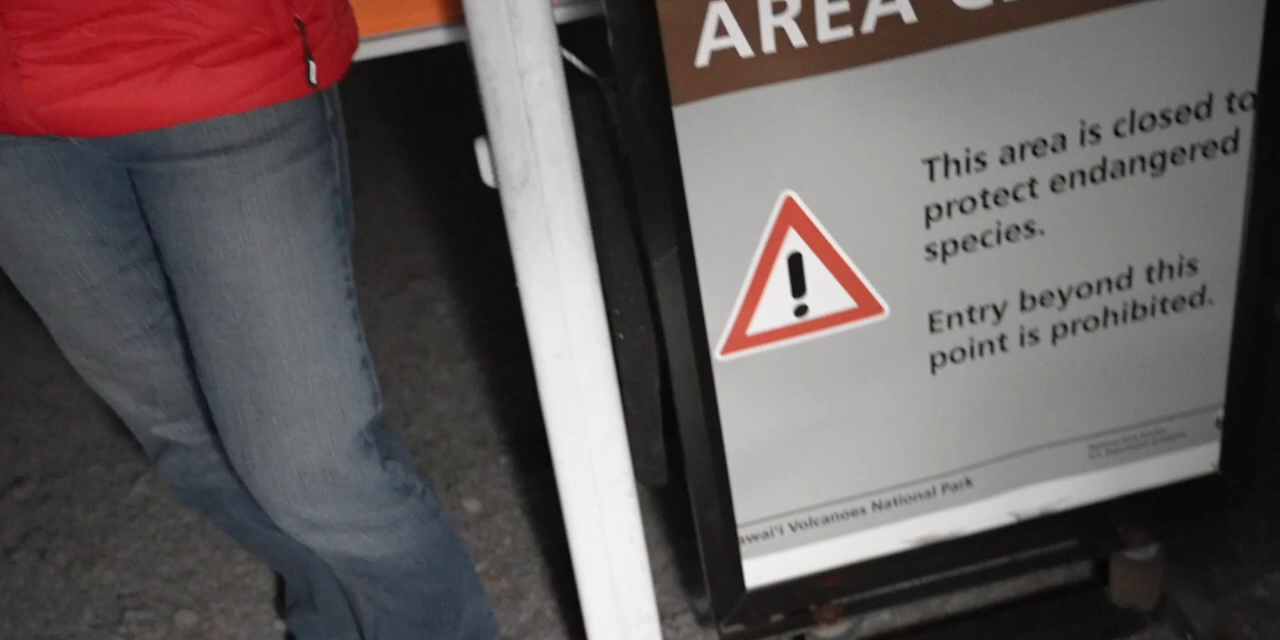 AREA
This area is closed to
protect endangered
species.
Entry beyond this
point is prohibited.
awai'i Volcanoes National Park